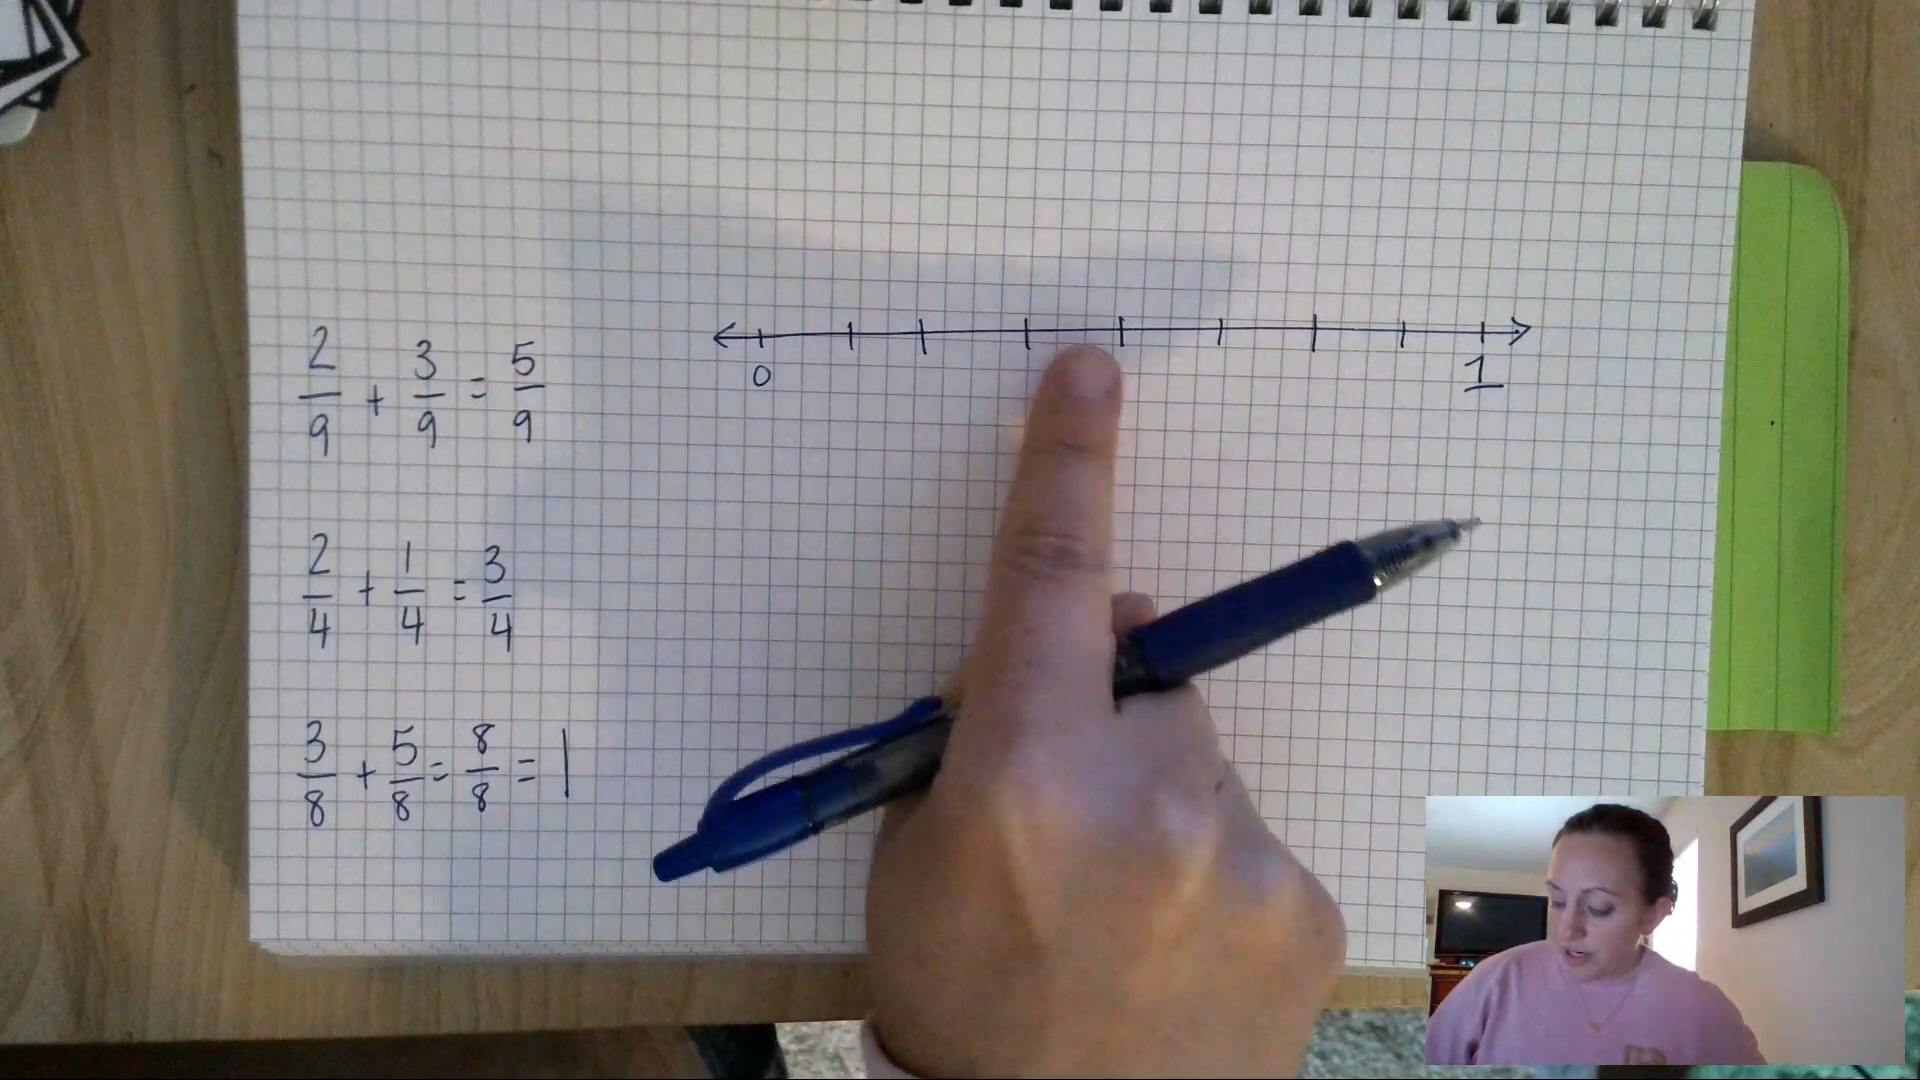 2/9 + 3/9 = 5/9
0 1
2/4 + 1/4 = 3/4
3/8 + 5/8 = 8/8 = 1